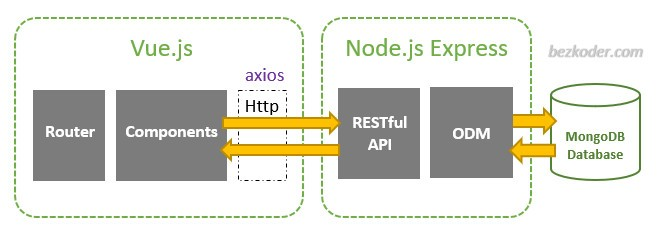 Vue.js
Node.js Express
bezkoder.com
axios
Http
Router
Components
RESTful
API
ODM
MongoDB
Database